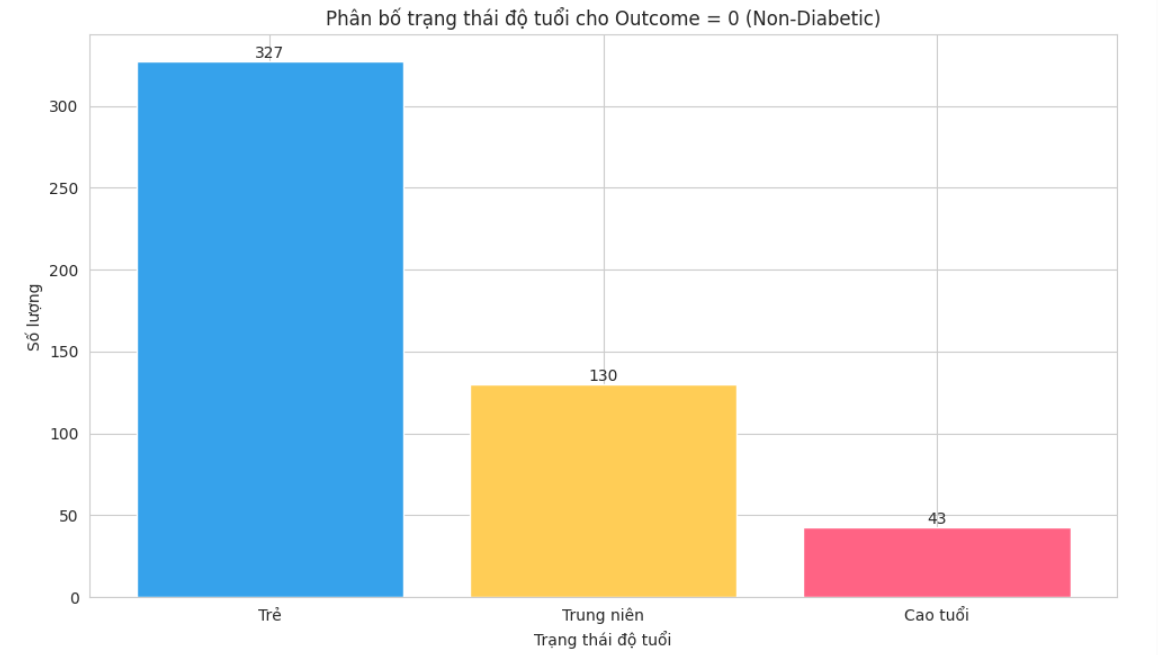 Phân bố trạng thái độ tuổi cho Outcome = 0 (Non-Diabetic)
327
300
250
200
Số lượng
150
130
100
50
43
0
Trẻ
Trung niên
Cao tuổi
Trạng thái độ tuổi